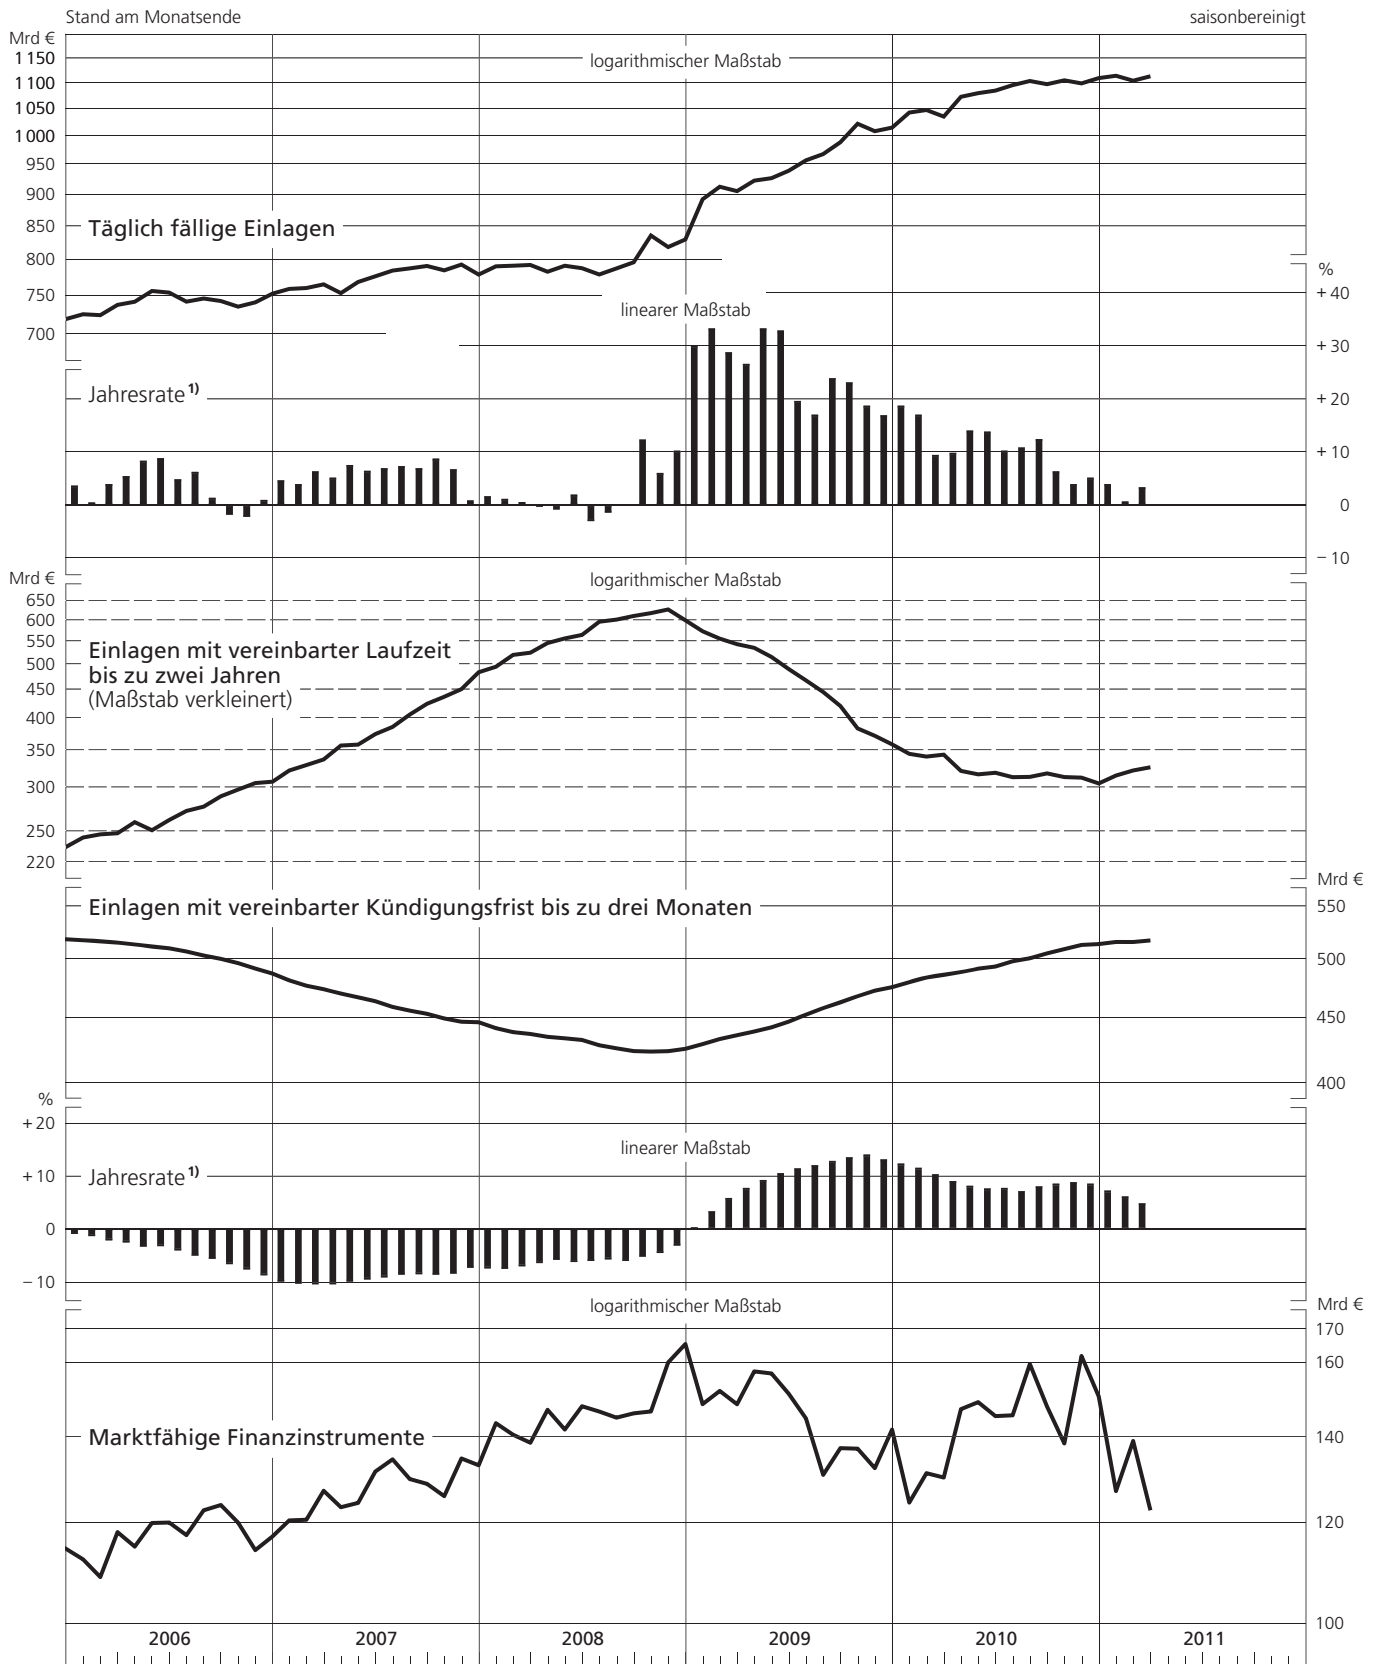 Stand am Monatsende
saisonbereinigt
Mrd €
logarithmischer Maßstab
1 150
1 100
1 050
1 000
950
900
850
800
750
700
Täglich fällige Einlagen
%
+ 40
+ 30
+ 20
+ 10
0
– 10
linearer Maßstab
Jahresrate 1)
Mrd €
logarithmischer Maßstab
650
600
550
500
450
400
350
300
250
220
Einlagen mit vereinbarter Laufzeit
bis zu zwei Jahren
(Maßstab verkleinert)
Mrd €
Einlagen mit vereinbarter Kündigungsfrist bis zu drei Monaten
550
500
450
400
%
+ 20
+ 10
0
– 10
linearer Maßstab
Jahresrate 1)
logarithmischer Maßstab
Mrd €
170
160
140
120
100
Marktfähige Finanzinstrumente
2006 2007 2008 2009 2010 2011